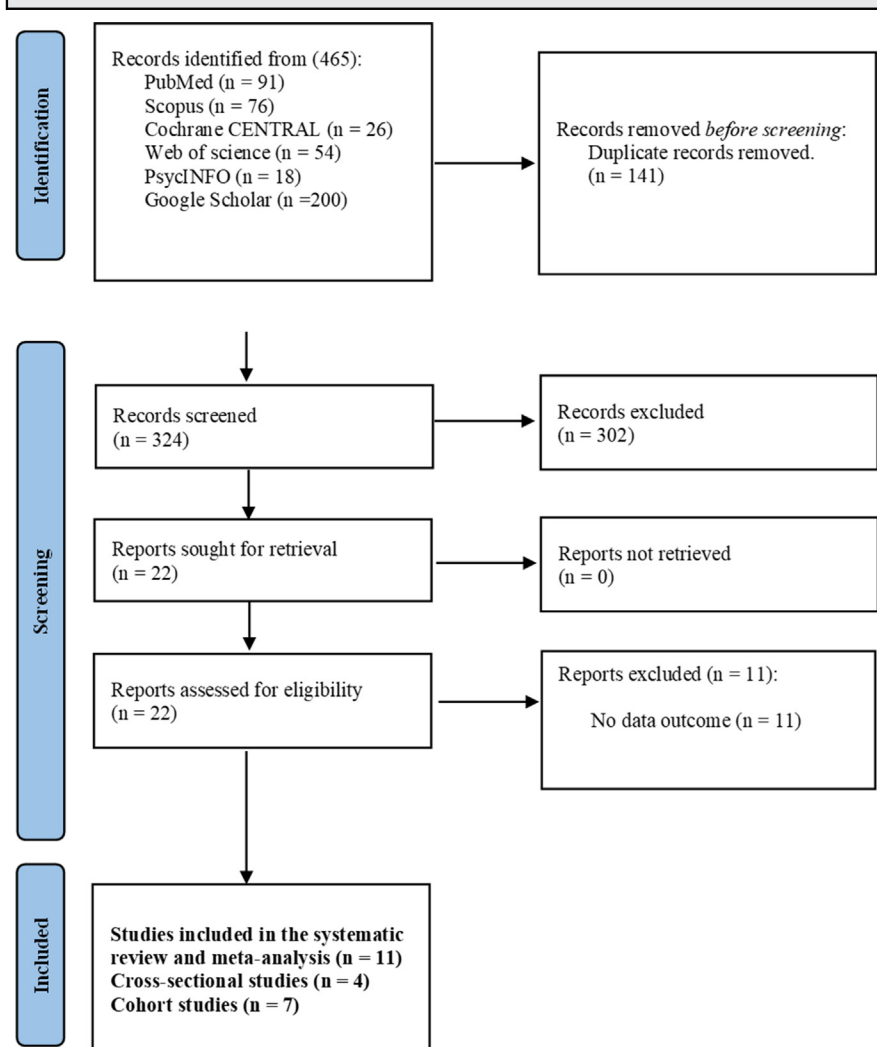 Identification
Records identified from (465):
PubMed (n = 91)
Scopus (n = 76)
Cochrane CENTRAL (n = 26)
Web of science (n = 54)
PsycINFO (n = 18)
Google Scholar (n =200)
Records removed before screening:
Duplicate records removed.
(n = 141)
Screening
Records screened
(n = 324)
Records excluded
(n = 302)
Reports sought for retrieval
(n = 22)
Reports not retrieved
(n = 0)
Reports assessed for eligibility
(n = 22)
Reports excluded (n = 11):
No data outcome (n = 11)
Included
Studies included in the systematic
review and meta-analysis (n = 11)
Cross-sectional studies (n = 4)
Cohort studies (n = 7)